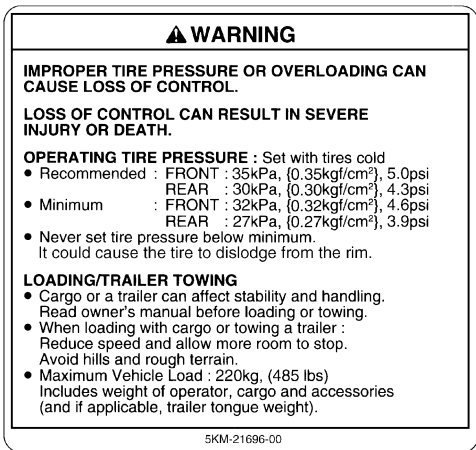 ⚠ WARNING
IMPROPER TIRE PRESSURE OR OVERLOADING CAN
CAUSE LOSS OF CONTROL.
LOSS OF CONTROL CAN RESULT IN SEVERE
INJURY OR DEATH.
OPERATING TIRE PRESSURE : Set with tires cold
• Recommended : FRONT : 35kPa, {0.35kgf/cm²}, 5.0psi
REAR : 30kPa, {0.30kgf/cm²}, 4.3psi
• Minimum : FRONT : 32kPa, {0.32kgf/cm²}, 4.6psi
REAR : 27kPa, {0.27kgf/cm²}, 3.9psi
• Never set tire pressure below minimum.
It could cause the tire to dislodge from the rim.
LOADING/TRAILER TOWING
• Cargo or a trailer can affect stability and handling.
Read owner's manual before loading or towing.
• When loading with cargo or towing a trailer :
Reduce speed and allow more room to stop.
Avoid hills and rough terrain.
• Maximum Vehicle Load : 220kg, (485 lbs)
Includes weight of operator, cargo and accessories
(and if applicable, trailer tongue weight).
5KM-21696-00